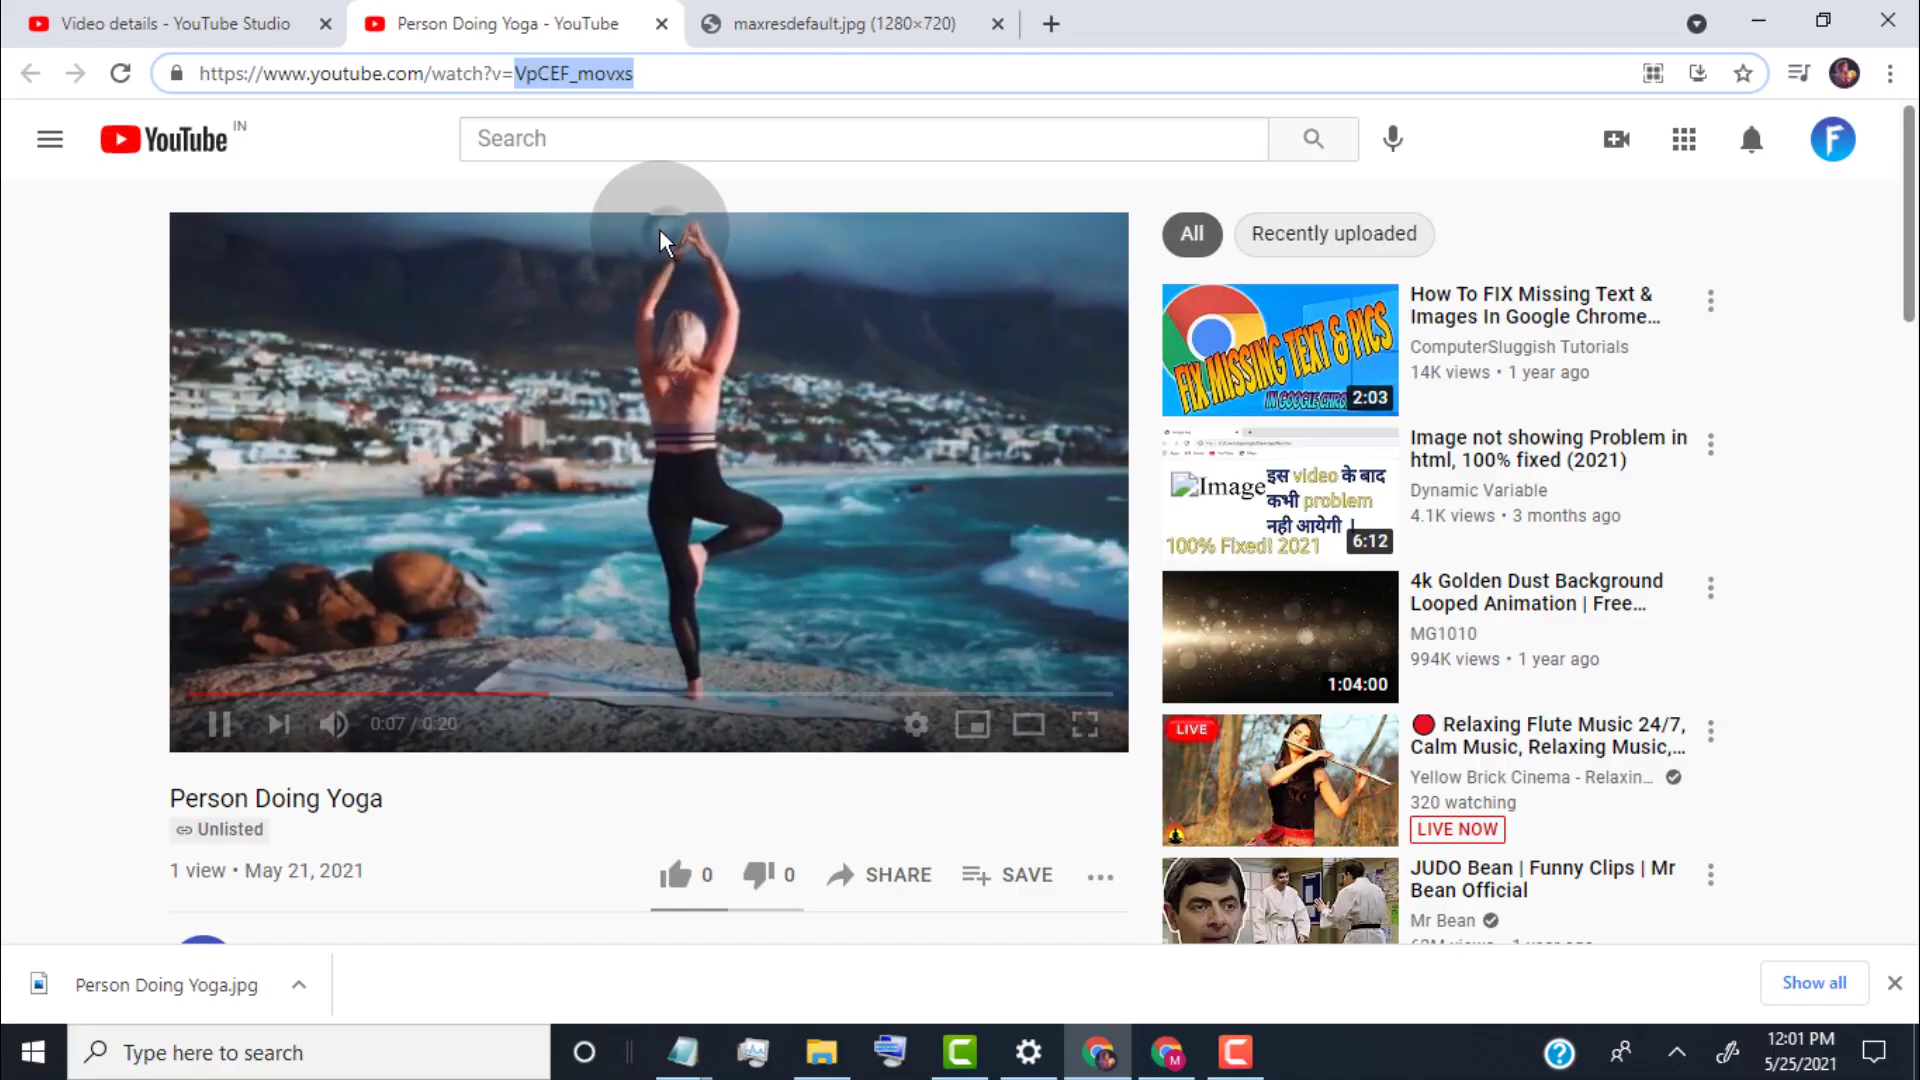 Video details - YouTube Studio
Person Doing Yoga - YouTube
maxresdefault.jpg (1280×720)
https://www.youtube.com/watch?v=VpCEF_movxs
YouTube IN
Search
F
All
Recently uploaded
FIX MISSING TEXT & PICS
2:03
How To FIX Missing Text &
Images In Google Chrome...
ComputerSluggish Tutorials
14K views • 1 year ago
Image
इस video के बाद
कभी problem
नही आयेगी ।
100% Fixed! 2021
6:12
Image not showing Problem in
html, 100% fixed (2021)
Dynamic Variable
4.1K views • 3 months ago
1:04:00
4k Golden Dust Background
Looped Animation | Free...
MG1010
994K views • 1 year ago
LIVE
Relaxing Flute Music 24/7,
Calm Music, Relaxing Music,...
Yellow Brick Cinema - Relaxin...
320 watching
LIVE NOW
JUDO Bean | Funny Clips | Mr
Bean Official
Mr Bean
0:07 / 0:20
Person Doing Yoga
Unlisted
1 view • May 21, 2021
0
0
SHARE
SAVE
Person Doing Yoga.jpg
Show all
Type here to search
M
12:01 PM
5/25/2021